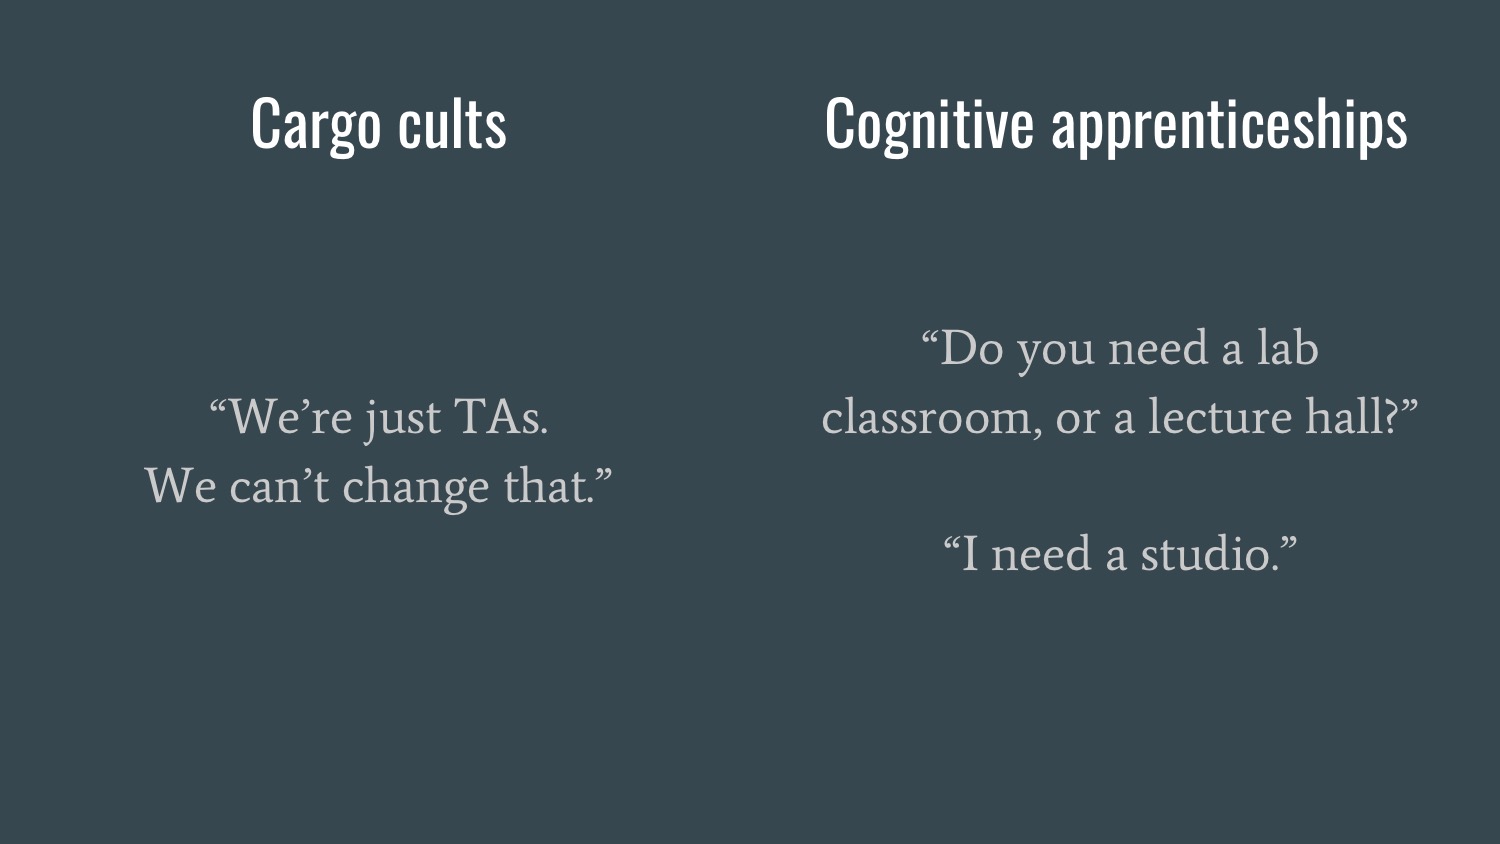 Cargo cults
“We’re just TAs.
We can’t change that.”
Cognitive apprenticeships
“Do you need a lab
classroom, or a lecture hall?”
“I need a studio.”